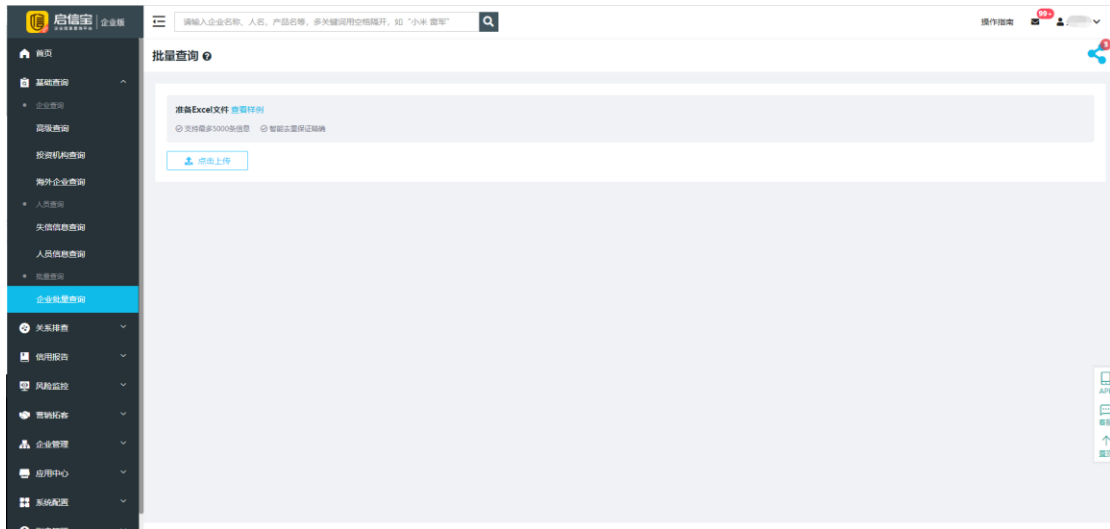 启信宝 企业版
请输入企业名称、人名、产品名等，多关键词用空格隔开，如“小米 雷军”
操作指南
99+
首页
批量查询
基础查询
企业查询
高级查询
投资机构查询
海外企业查询
人员查询
失信信息查询
人员信息查询
批量查询
企业批量查询
关系排查
信用报告
风险监控
营销拓客
企业管理
应用中心
系统配置
准备Excel文件 查看样例
支持最多5000条信息 智能去重保证精确
点击上传